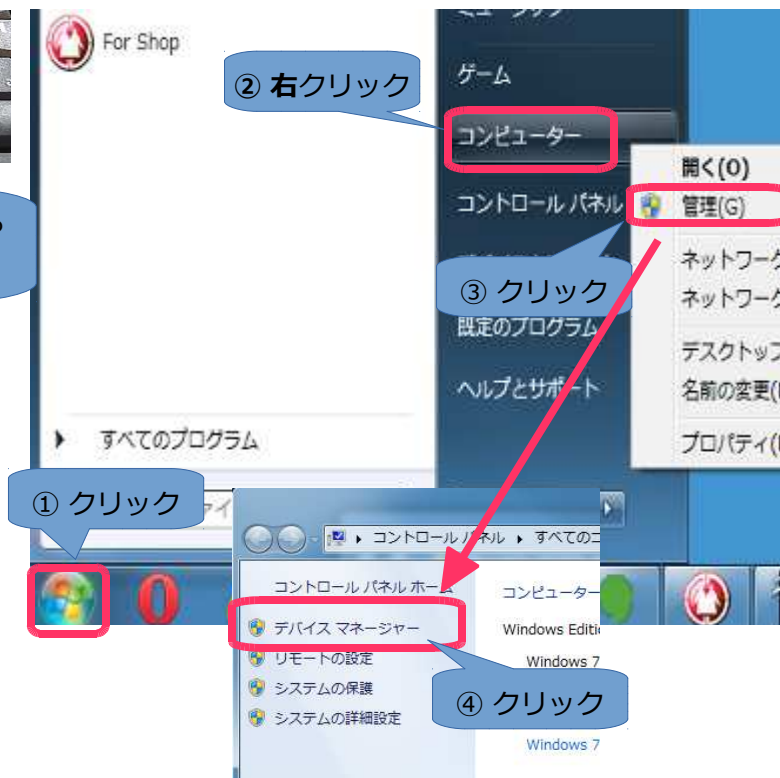 For Shop
② 右クリック
ゲーム
コンピューター
開く(O)
コントロール パネル
管理(G)
③ クリック
ネットワーク
ネットワーク
既定のプログラム
デスクトップ
ヘルプとサポート
名前の変更(
すべてのプログラム
プロパティ(
① クリック
コントロール パネル ▸ すべてのコ
コントロール パネル ホーム
コンピューター
デバイス マネージャー
Windows Editi
リモートの設定
Windows 7
システムの保護
④ クリック
システムの詳細設定
Windows 7